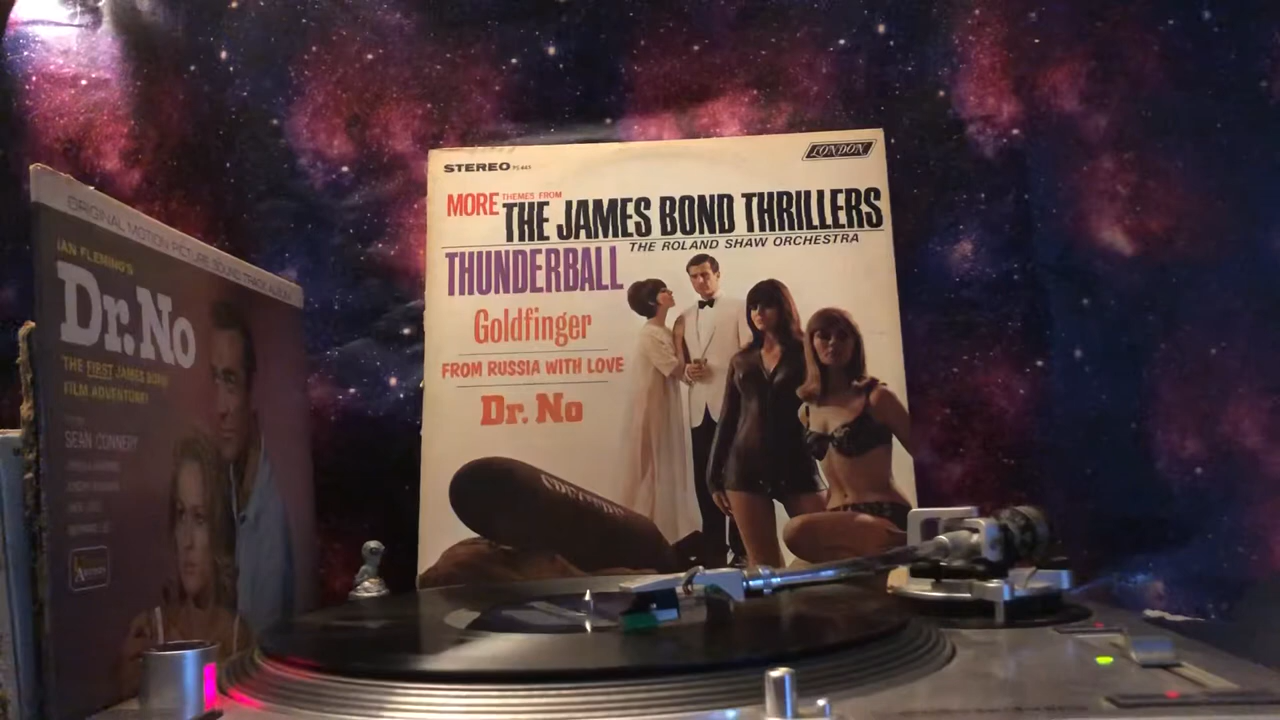 ORIGINAL MOTION PICTURE SOUND TRACK ALBUM
IAN FLEMING'S
Dr. No
THE FIRST JAMES BOND
FILM ADVENTURE!
SEAN CONNERY
STEREO
LONDON
MORE THEMES FROM
THE JAMES BOND THRILLERS
THE ROLAND SHAW ORCHESTRA
THUNDERBALL
Goldfinger
FROM RUSSIA WITH LOVE
Dr. No